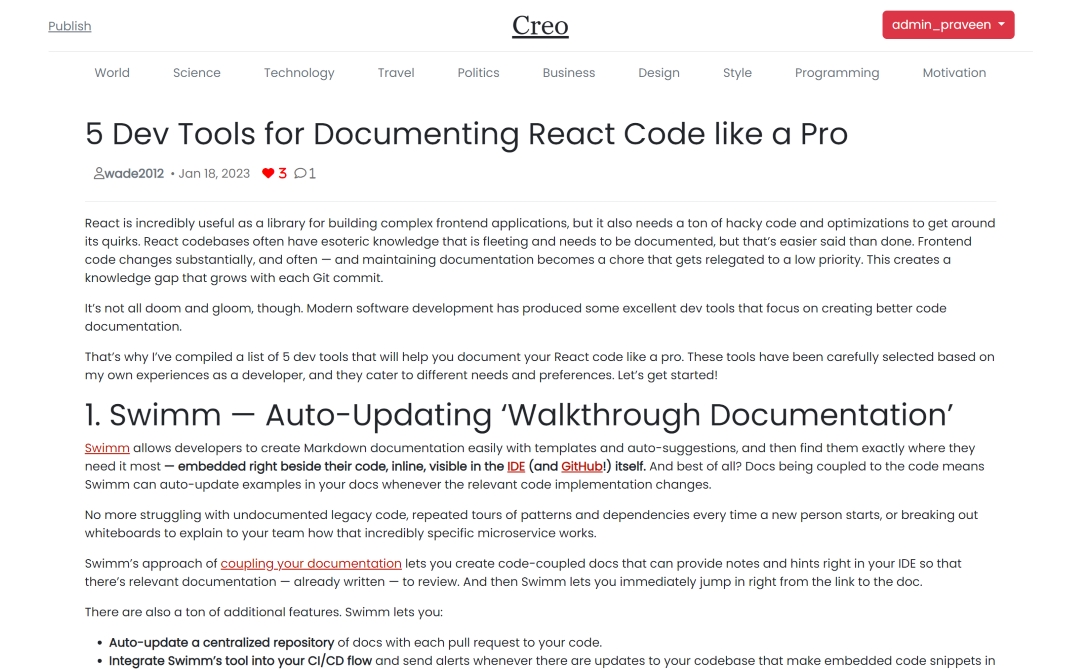 Publish
Creo
admin_praveen
World Science Technology Travel Politics Business Design Style Programming Motivation
5 Dev Tools for Documenting React Code like a Pro
wade2012 • Jan 18, 2023 3 1
React is incredibly useful as a library for building complex frontend applications, but it also needs a ton of hacky code and optimizations to get around
its quirks. React codebases often have esoteric knowledge that is fleeting and needs to be documented, but that’s easier said than done. Frontend
code changes substantially, and often — and maintaining documentation becomes a chore that gets relegated to a low priority. This creates a
knowledge gap that grows with each Git commit.
It’s not all doom and gloom, though. Modern software development has produced some excellent dev tools that focus on creating better code
documentation.
That’s why I’ve compiled a list of 5 dev tools that will help you document your React code like a pro. These tools have been carefully selected based on
my own experiences as a developer, and they cater to different needs and preferences. Let’s get started!
1. Swimm — Auto-Updating ‘Walkthrough Documentation’
Swimm allows developers to create Markdown documentation easily with templates and auto-suggestions, and then find them exactly where they
need it most — embedded right beside their code, inline, visible in the IDE (and GitHub!) itself. And best of all? Docs being coupled to the code means
Swimm can auto-update examples in your docs whenever the relevant code implementation changes.
No more struggling with undocumented legacy code, repeated tours of patterns and dependencies every time a new person starts, or breaking out
whiteboards to explain to your team how that incredibly specific microservice works.
Swimm’s approach of coupling your documentation lets you create code-coupled docs that can provide notes and hints right in your IDE so that
there’s relevant documentation — already written — to review. And then Swimm lets you immediately jump in right from the link to the doc.
There are also a ton of additional features. Swimm lets you:
• Auto-update a centralized repository of docs with each pull request to your code.
• Integrate Swimm’s tool into your CI/CD flow and send alerts whenever there are updates to your codebase that make embedded code snippets in